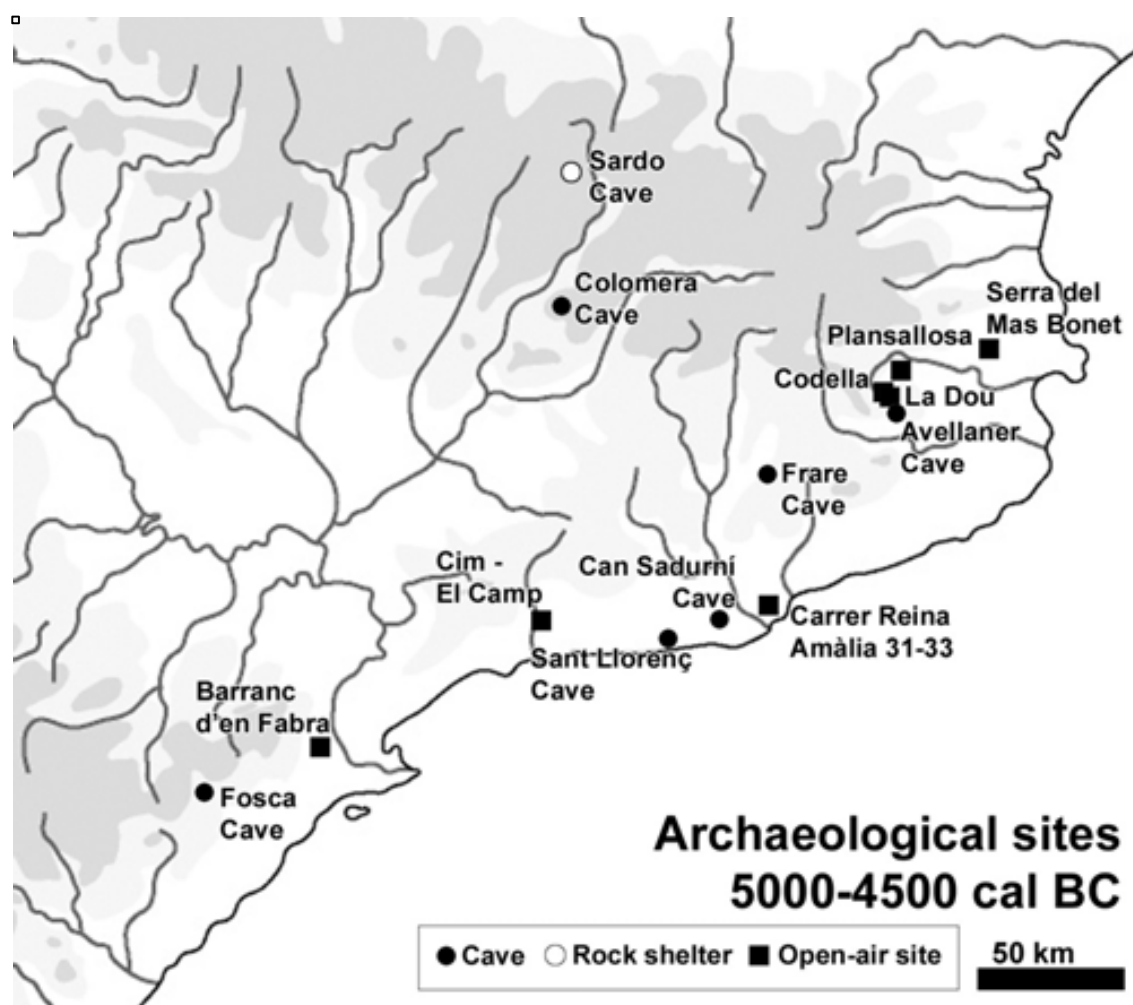 Sardo
Cave
Colomera
Cave
Serra del
Mas Bonet
Plansallosa
Codella
La Dou
Avellaner
Cave
Frare
Cave
Cim -
El Camp
Can Sadurní
Cave
Carrer Reina
Amàlia 31-33
Sant Llorenç
Cave
Barranc
d'en Fabra
Fosca
Cave
Archaeological sites
5000-4500 cal BC
Cave Rock shelter Open-air site
50 km